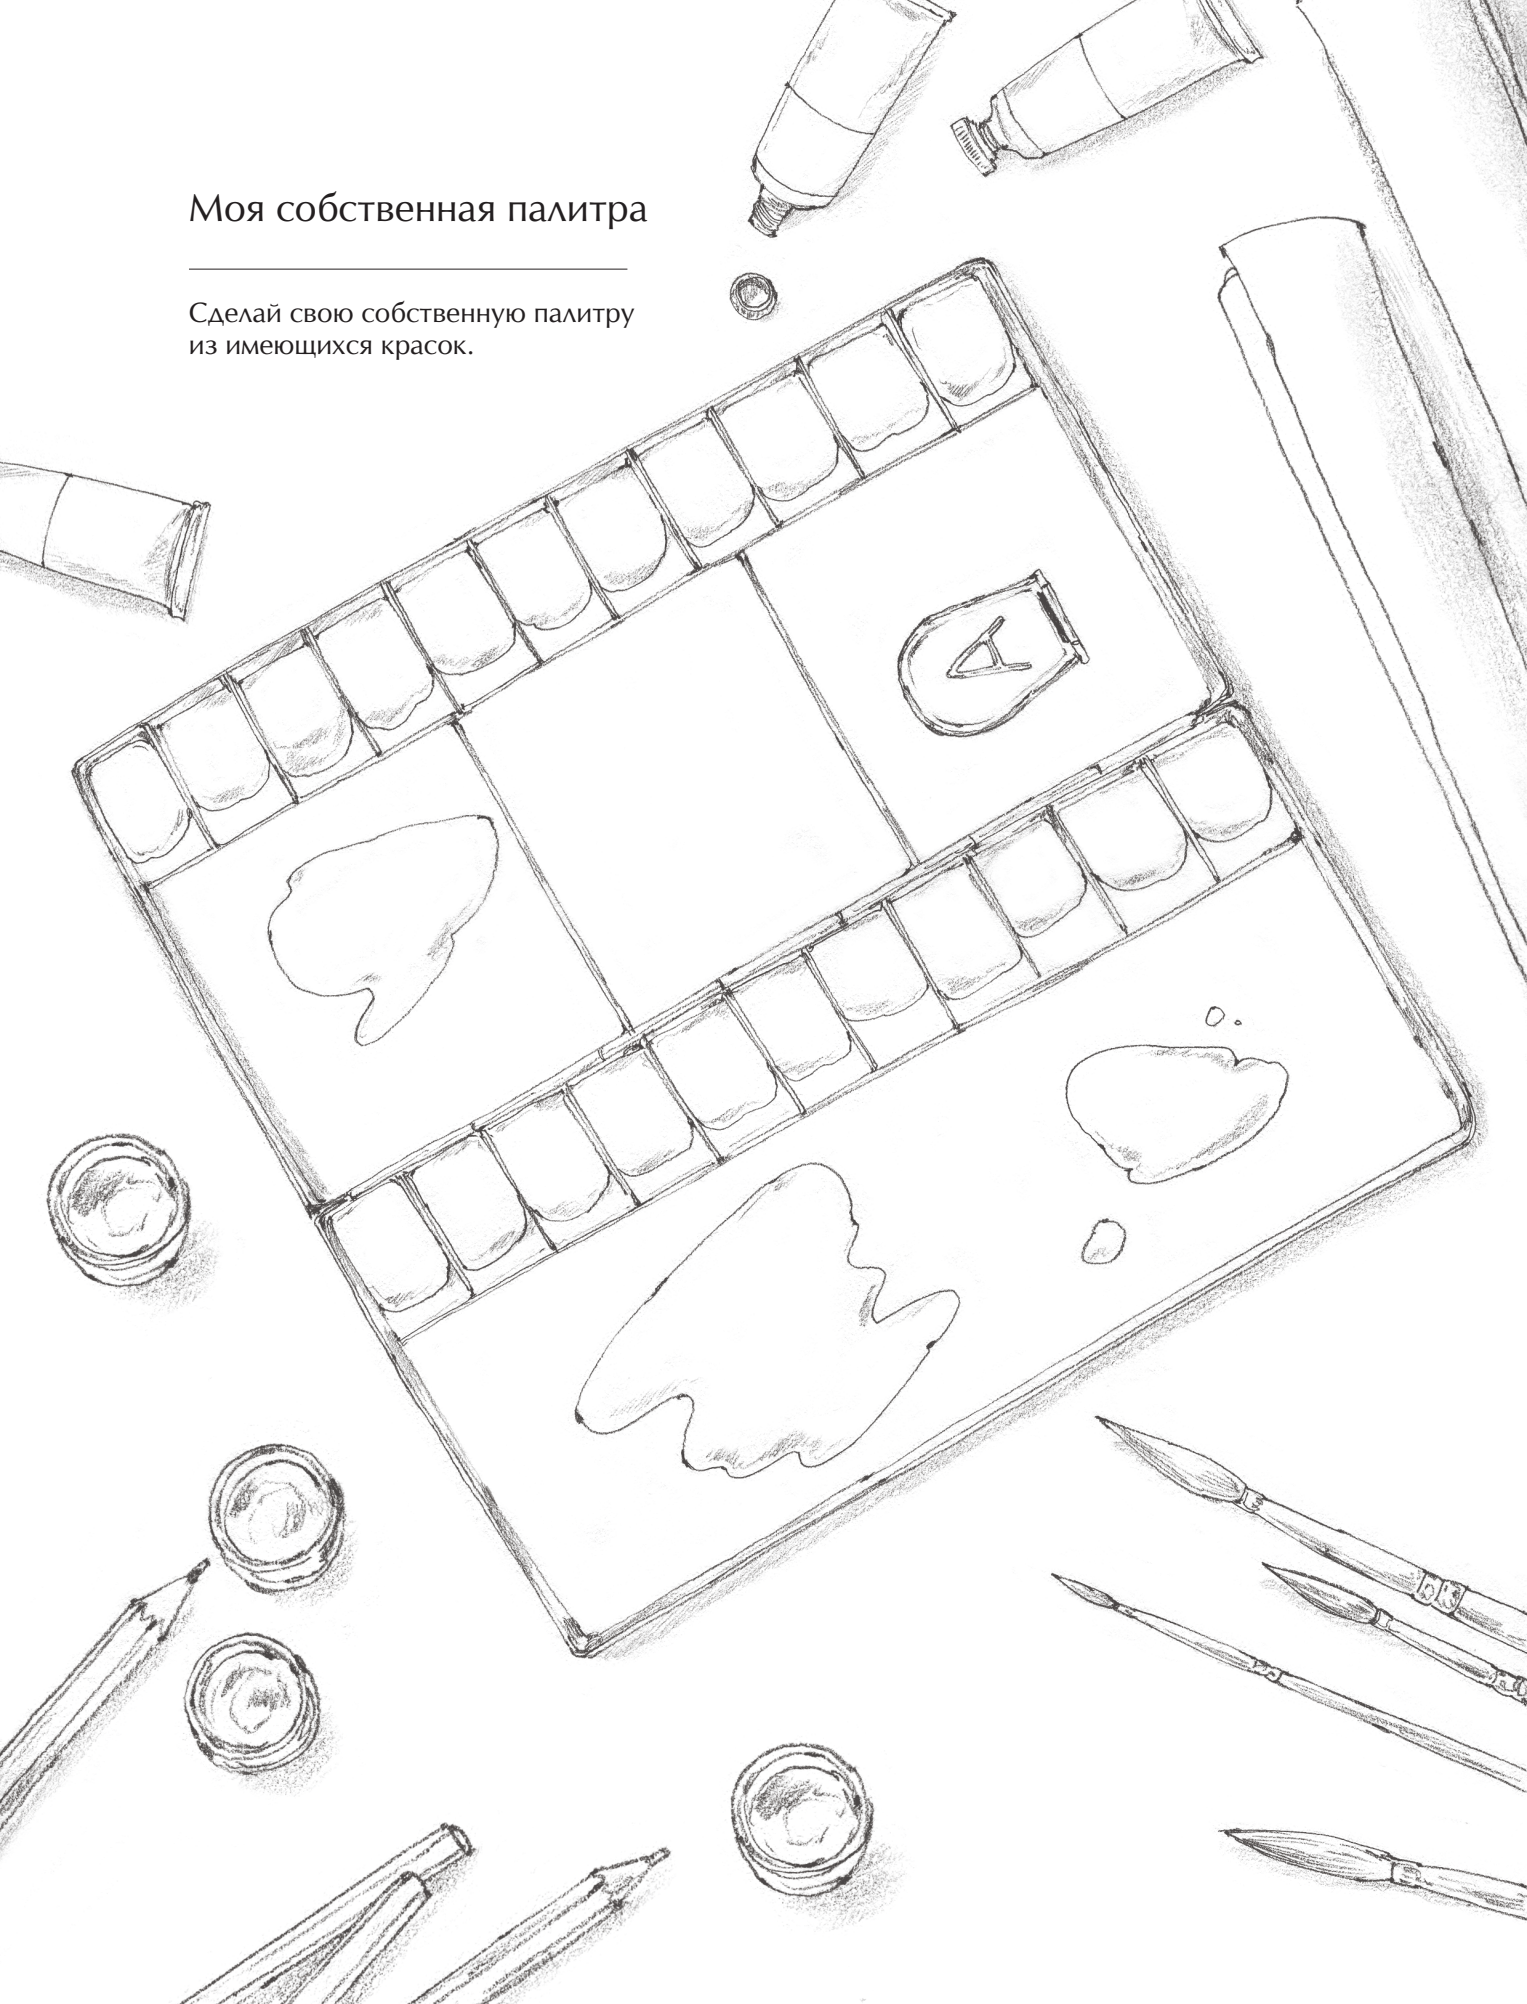 Моя собственная палитра
Сделай свою собственную палитру
из имеющихся красок.
A